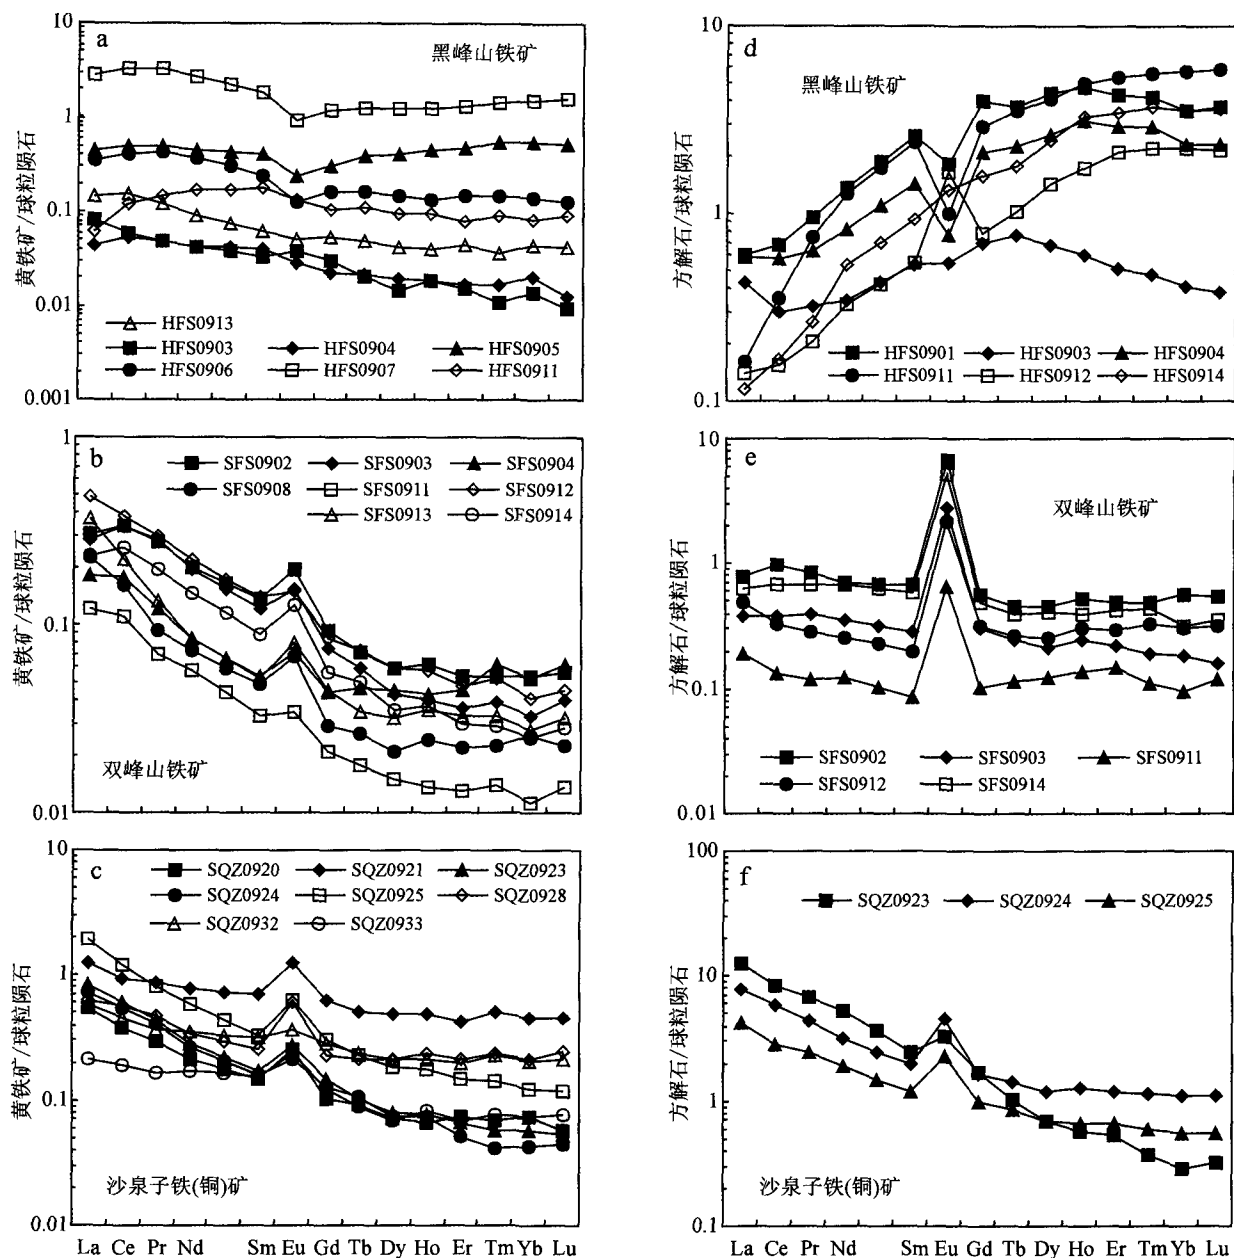 a
黑峰山铁矿
黄铁矿/球粒陨石
10
1
0.1
0.01
0.001
HFS0913
HFS0903 HFS0904 HFS0905
HFS0906 HFS0907 HFS0911
d
黑峰山铁矿
方解石/球粒陨石
10
1
0.1
HFS0901 HFS0903 HFS0904
HFS0911 HFS0912 HFS0914
b
SFS0902 SFS0903 SFS0904
SFS0908 SFS0911 SFS0912
SFS0913 SFS0914
黄铁矿/球粒陨石
1
0.1
0.01
双峰山铁矿
e
双峰山铁矿
方解石/球粒陨石
10
1
0.1
0.01
SFS0902 SFS0903 SFS0911
SFS0912 SFS0914
c
SQZ0920 SQZ0921 SQZ0923
SQZ0924 SQZ0925 SQZ0928
SQZ0932 SQZ0933
黄铁矿/球粒陨石
10
1
0.1
0.01
沙泉子铁(铜)矿
La Ce Pr Nd Sm Eu Gd Tb Dy Ho Er Tm Yb Lu
f
SQZ0923 SQZ0924 SQZ0925
方解石/球粒陨石
100
10
1
0.1
沙泉子铁(铜)矿
La Ce Pr Nd Sm Eu Gd Tb Dy Ho Er Tm Yb Lu